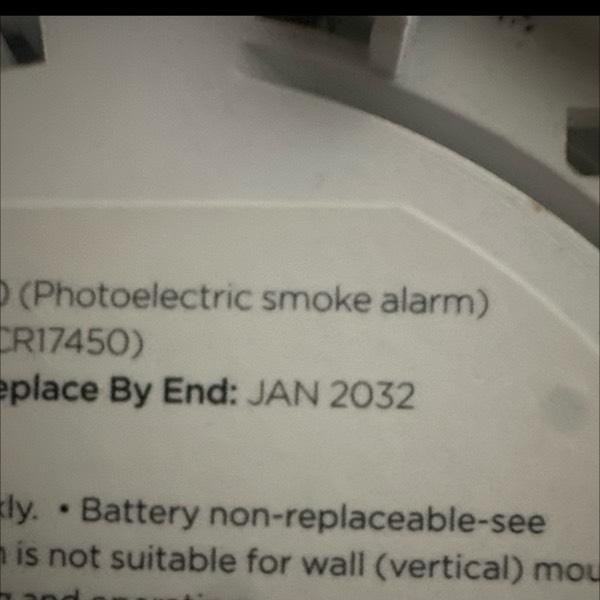 ) (Photoelectric smoke alarm)
CR17450)
eplace By End: JAN 2032
kly. • Battery non-replaceable-see
is not suitable for wall (vertical) mou